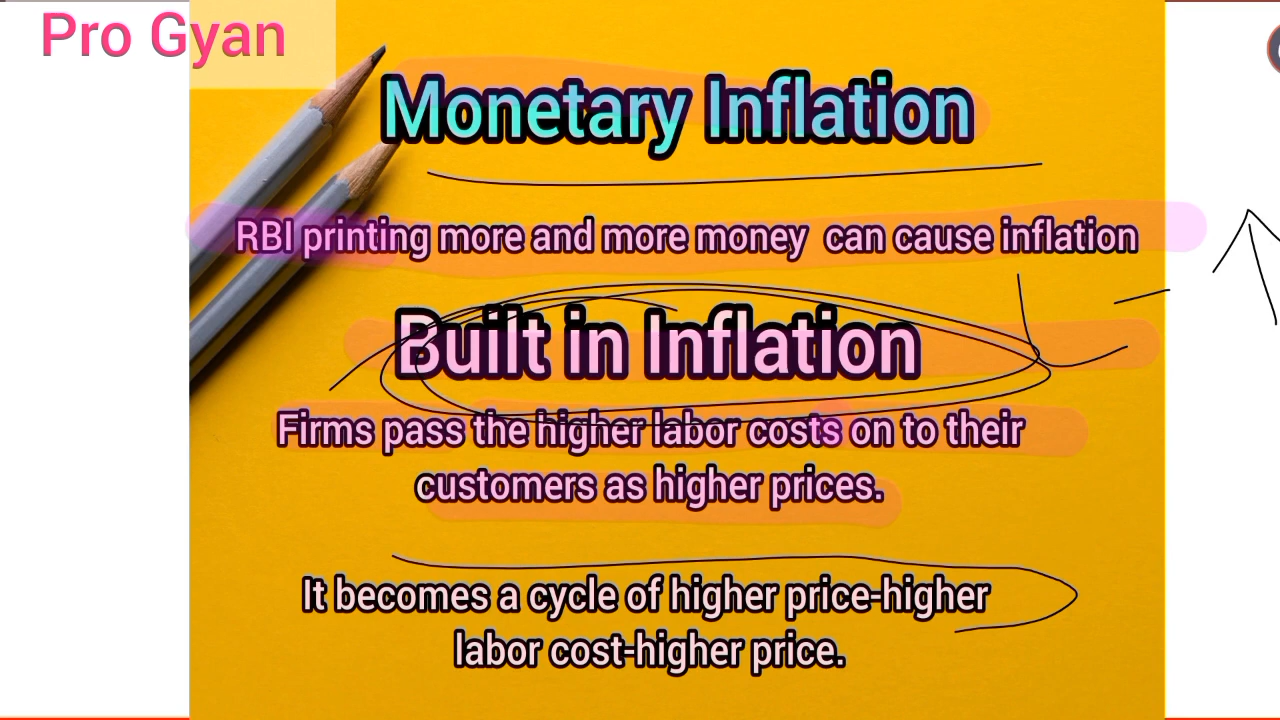 Pro Gyan
Monetary Inflation
RBI printing more and more money can cause inflation
Built in Inflation
Firms pass the higher labor costs on to their
customers as higher prices.
It becomes a cycle of higher price-higher
labor cost-higher price.